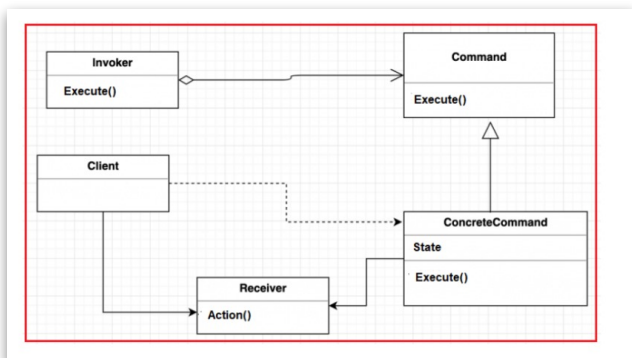 Invoker
Execute()
Command
Execute()
Client
ConcreteCommand
State
Execute()
Receiver
Action()